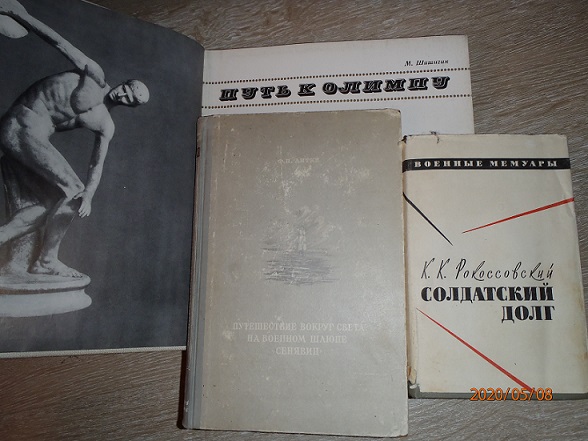 М. Шишигин
ПУТЬ К ОЛИМПУ
Ф.П. ЛИТКЕ
ПУТЕШЕСТВИЕ ВОКРУГ СВЕТА
НА ВОЕННОМ ШЛЮПЕ
СЕНЯВИН
ВОЕННЫЕ МЕМУАРЫ
К. К. Рокоссовский
СОЛДАТСКИЙ
ДОЛГ
2020/05/08